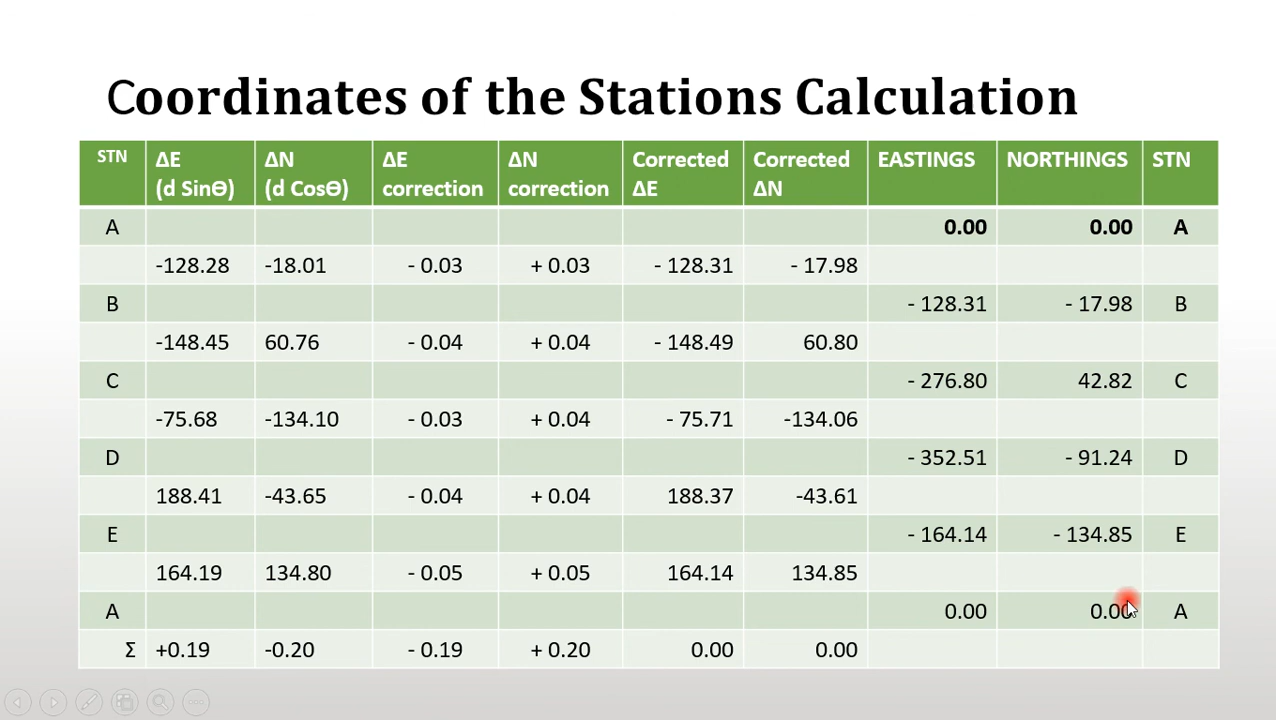 Coordinates of the Stations Calculation
STN ΔE (d SinƟ) ΔN (d CosƟ) ΔE correction ΔN correction Corrected ΔE Corrected ΔN EASTINGS NORTHINGS STN
A 0.00 0.00 A
-128.28 -18.01 - 0.03 + 0.03 - 128.31 - 17.98
B - 128.31 - 17.98 B
-148.45 60.76 - 0.04 + 0.04 - 148.49 60.80
C - 276.80 42.82 C
-75.68 -134.10 - 0.03 + 0.04 - 75.71 -134.06
D - 352.51 - 91.24 D
188.41 -43.65 - 0.04 + 0.04 188.37 -43.61
E - 164.14 - 134.85 E
164.19 134.80 - 0.05 + 0.05 164.14 134.85
A 0.00 0.00 A
Σ +0.19 -0.20 - 0.19 + 0.20 0.00 0.00